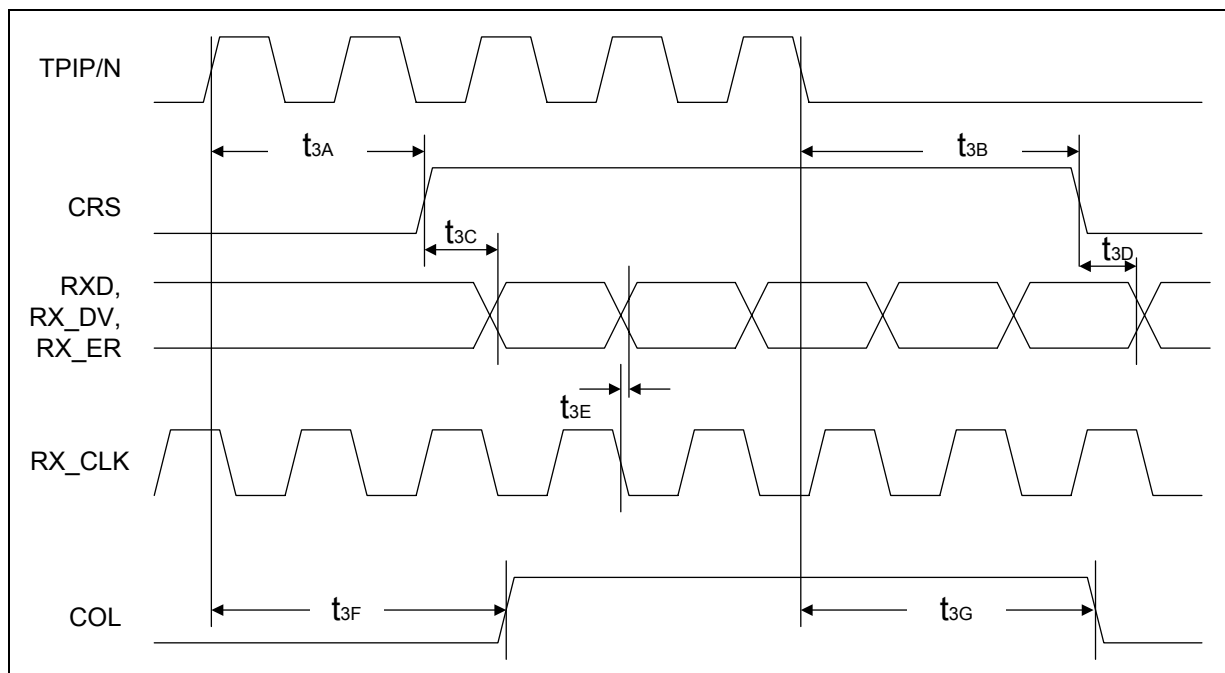 TPIP/N
t3A
t3B
CRS
t3C
t3D
RXD,
RX_DV,
RX_ER
t3E
RX_CLK
t3F
t3G
COL